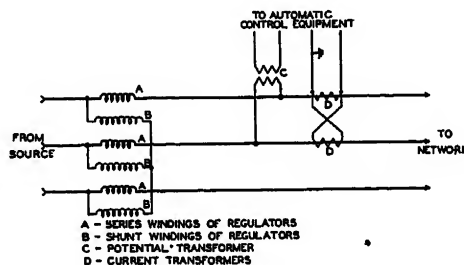 TO AUTOMATIC
CONTROL EQUIPMENT
C
A
D
B
FROM
SOURCE
A
B
D
TO
NETWORK
A
B
A - SERIES WINDINGS OF REGULATORS
B - SHUNT WINDINGS OF REGULATORS
C - POTENTIAL TRANSFORMER
D - CURRENT TRANSFORMERS